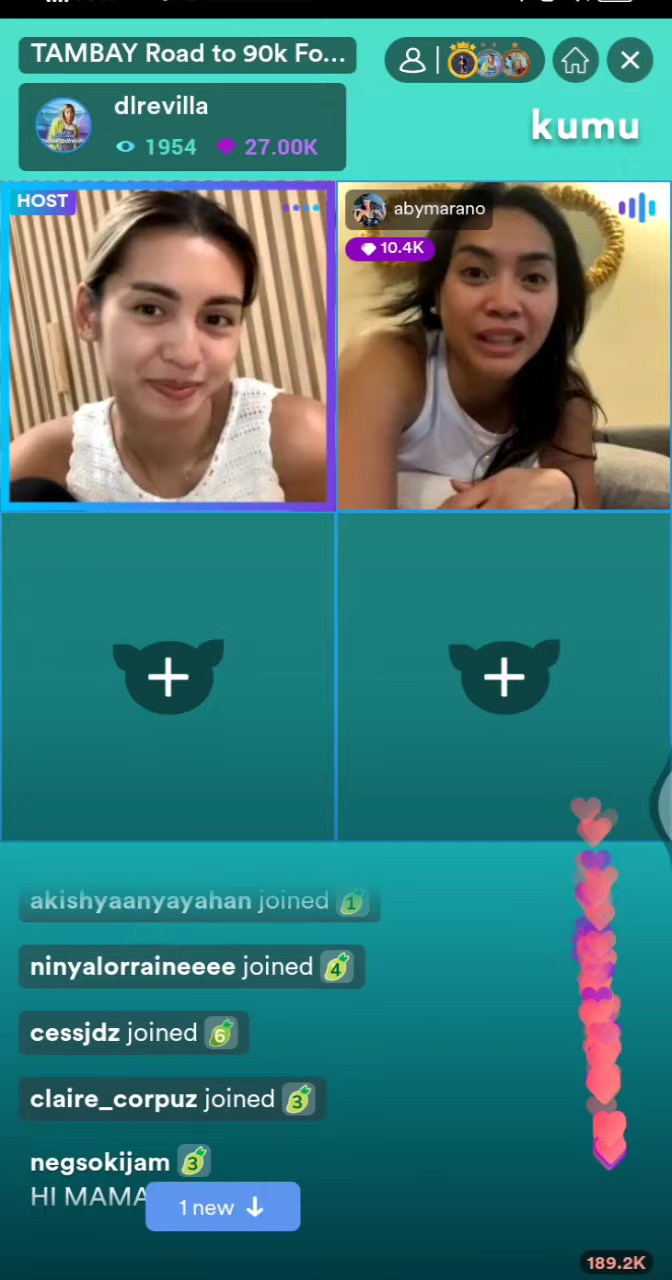 TAMBAY Road to 90k Fo...
dlrevilla
1954 27.00K
kumu
HOST
abymarano
10.4K
akishyaanyayahan joined 1
ninyalorraineeee joined 4
cessjdz joined 6
claire_corpuz joined 3
negsokijam 3
HI MAMA
1 new
189.2K